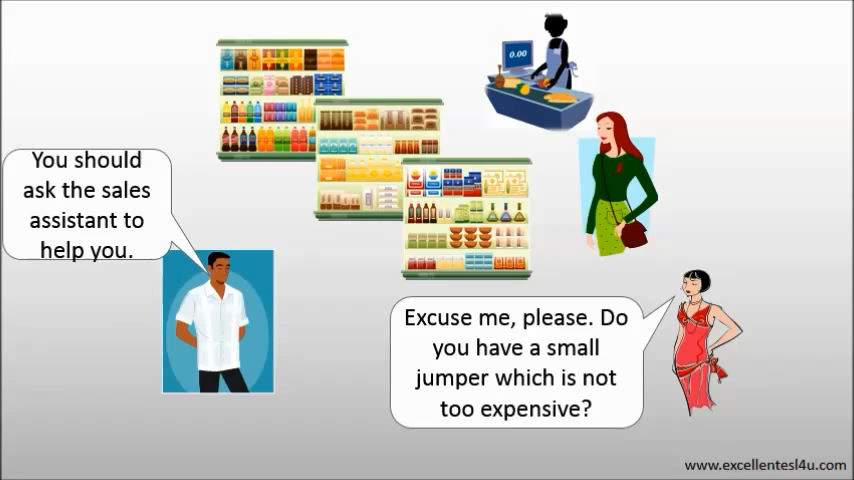 0.00
You should
ask the sales
assistant to
help you.
Excuse me, please. Do
you have a small
jumper which is not
too expensive?
www.excellentesl4u.com